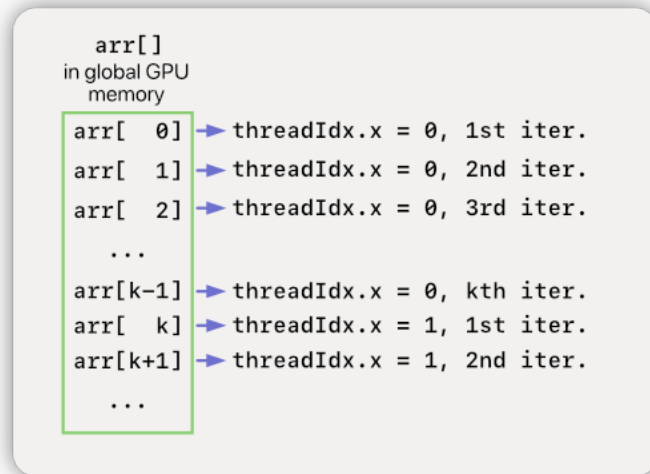 arr[]
in global GPU
memory
arr[  0] threadIdx.x = 0, 1st iter.
arr[  1] threadIdx.x = 0, 2nd iter.
arr[  2] threadIdx.x = 0, 3rd iter.
...
arr[k−1] threadIdx.x = 0, kth iter.
arr[  k] threadIdx.x = 1, 1st iter.
arr[k+1] threadIdx.x = 1, 2nd iter.
...